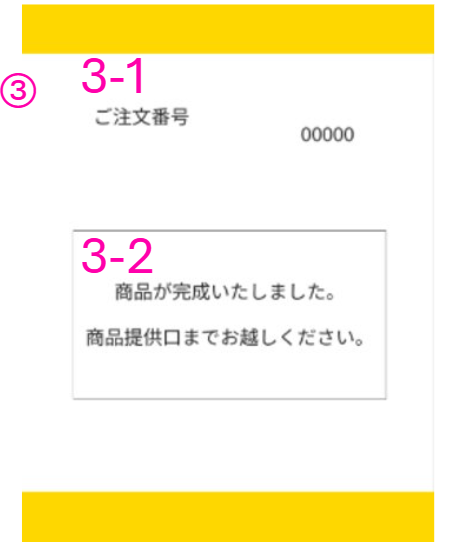 ③
3-1
ご注文番号
00000
3-2
商品が完成いたしました。
商品提供口までお越しください。